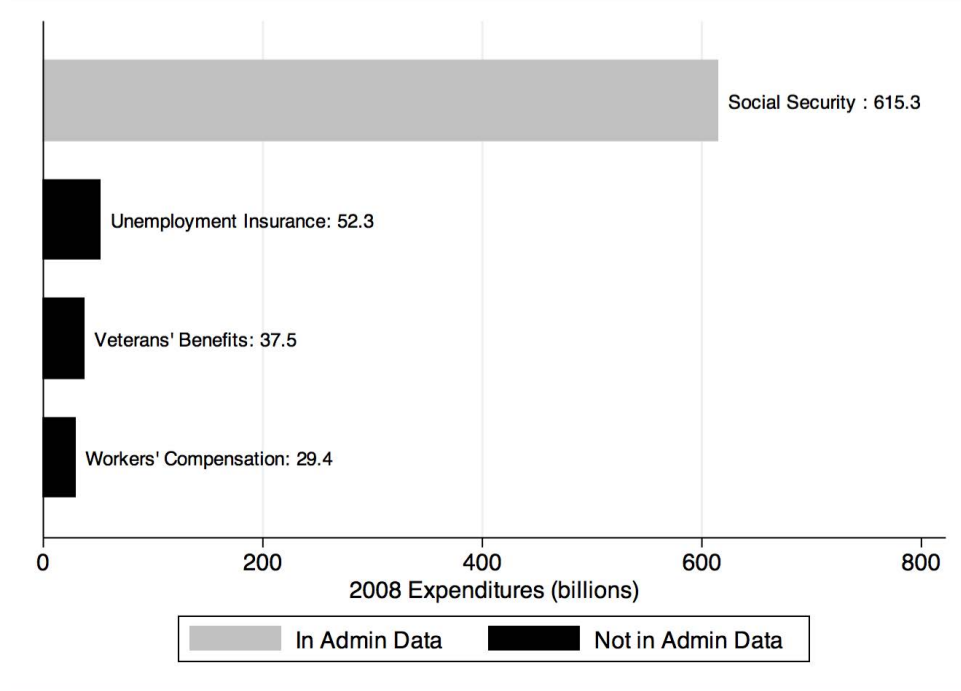 Social Security : 615.3
Unemployment Insurance: 52.3
Veterans' Benefits: 37.5
Workers' Compensation: 29.4
0 200 400 600 800
2008 Expenditures (billions)
In Admin Data Not in Admin Data